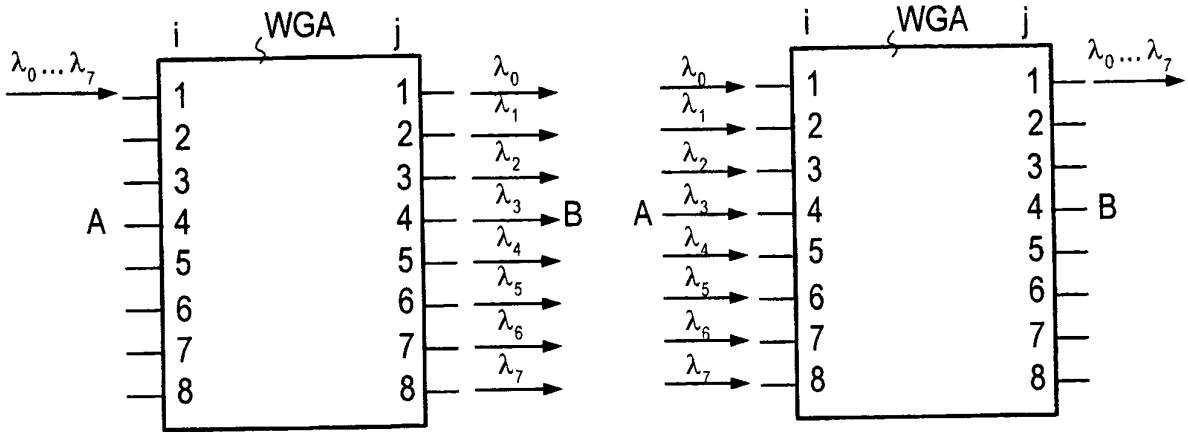 i WGA j
λ0...λ7 1 1 λ0
2 2 λ1
3 3 λ2
A 4 4 λ3 B
5 5 λ4
6 6 λ5
7 7 λ6
8 8 λ7
i WGA j
λ0 1 1 λ0...λ7
λ1 2 2
λ2 3 3
A λ3 4 4 B
λ4 5 5
λ5 6 6
λ6 7 7
λ7 8 8